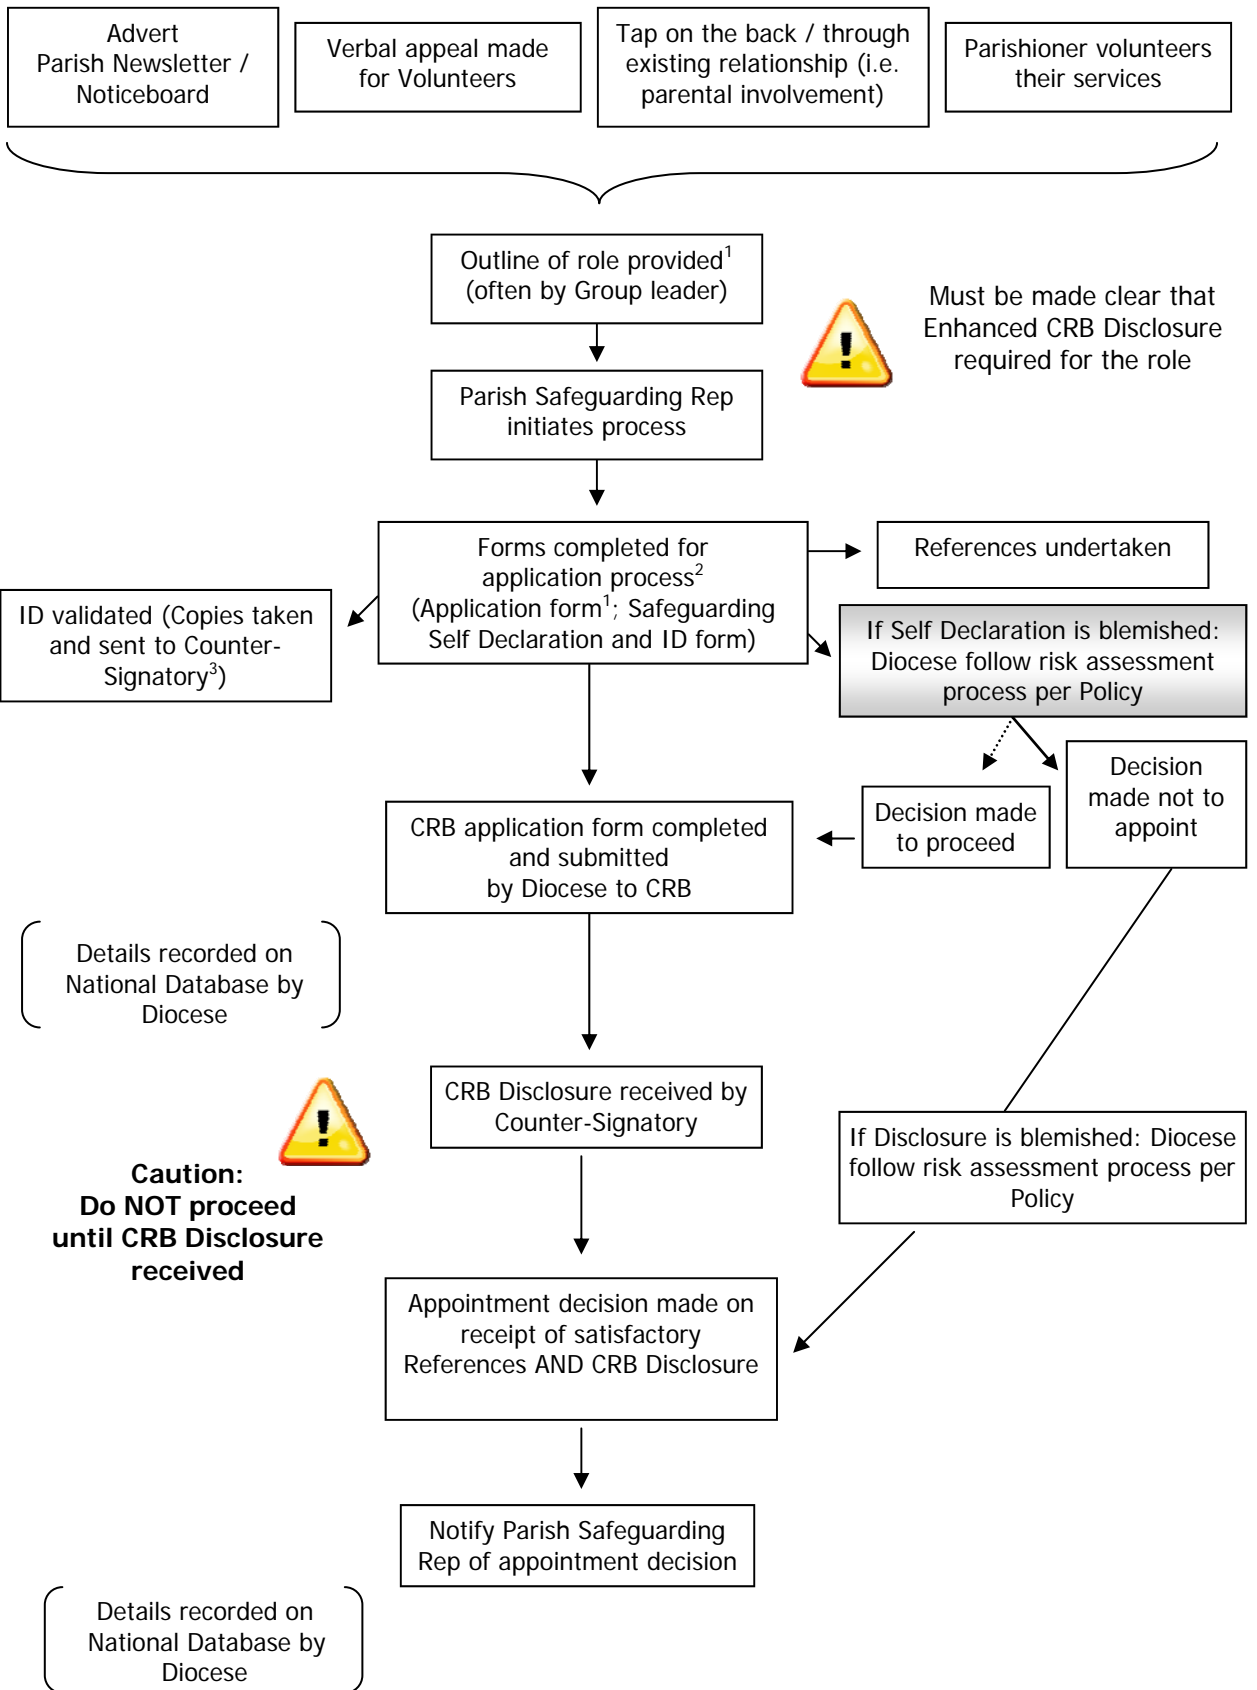 Advert
Parish Newsletter /
Noticeboard
Verbal appeal made
for Volunteers
Tap on the back / through
existing relationship (i.e.
parental involvement)
Parishioner volunteers
their services
Outline of role provided1
(often by Group leader)
Must be made clear that
Enhanced CRB Disclosure
required for the role
Parish Safeguarding Rep
initiates process
Forms completed for
application process2
(Application form1; Safeguarding
Self Declaration and ID form)
References undertaken
ID validated (Copies taken
and sent to Counter-
Signatory3)
If Self Declaration is blemished:
Diocese follow risk assessment
process per Policy
Decision
made not to
appoint
Decision made
to proceed
CRB application form completed
and submitted
by Diocese to CRB
Details recorded on
National Database by
Diocese
CRB Disclosure received by
Counter-Signatory
If Disclosure is blemished: Diocese
follow risk assessment process per
Policy
Caution:
Do NOT proceed
until CRB Disclosure
received
Appointment decision made on
receipt of satisfactory
References AND CRB Disclosure
Notify Parish Safeguarding
Rep of appointment decision
Details recorded on
National Database by
Diocese